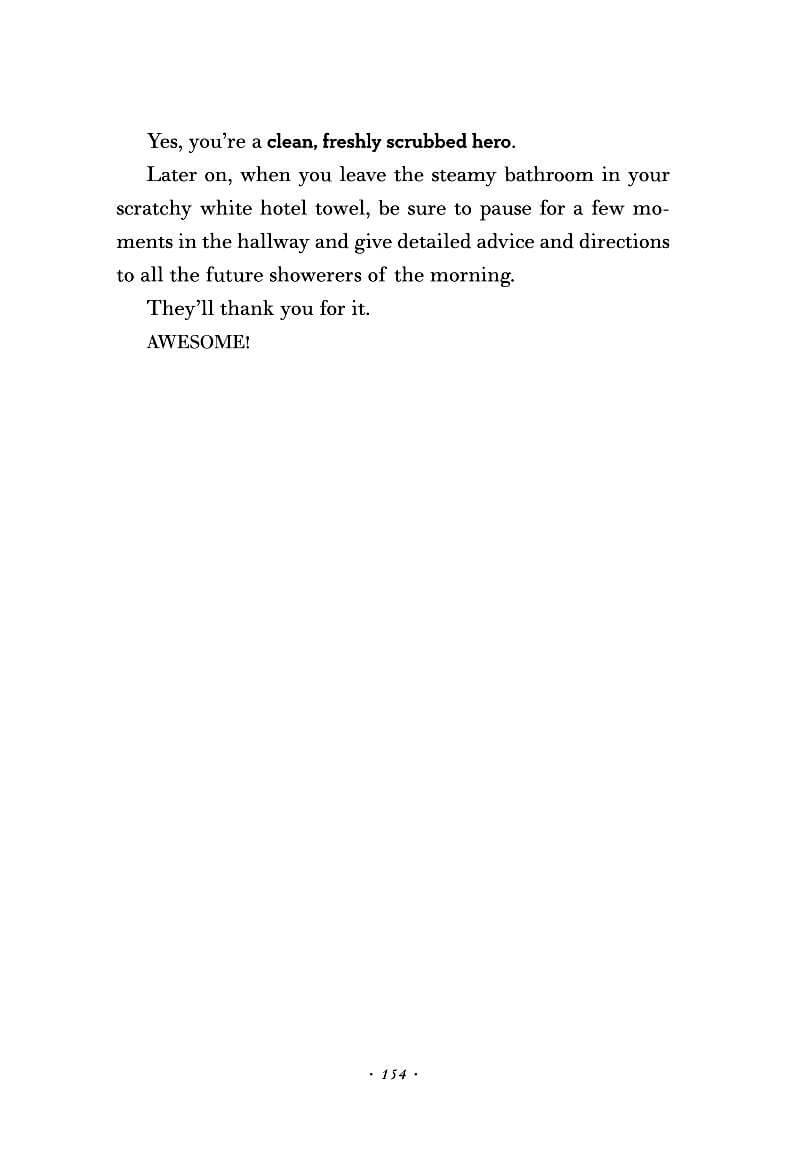 Yes, you’re a clean, freshly scrubbed hero.
Later on, when you leave the steamy bathroom in your
scratchy white hotel towel, be sure to pause for a few mo-
ments in the hallway and give detailed advice and directions
to all the future showerers of the morning.
They’ll thank you for it.
AWESOME!
· 154 ·